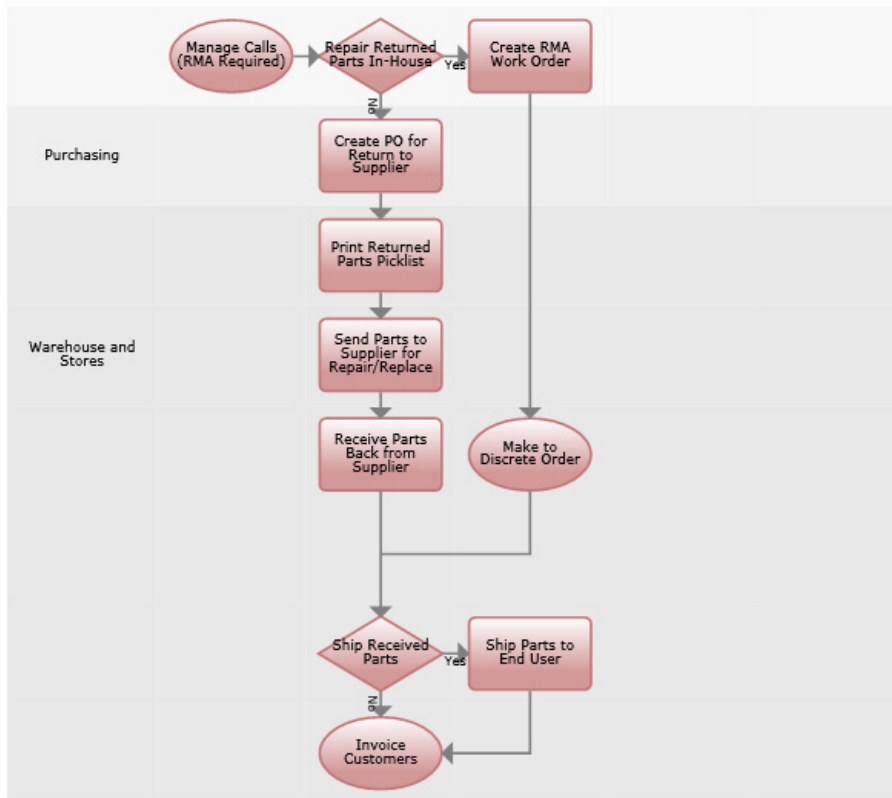 Manage Calls
(RMA Required)
Repair Returned
Parts In-House
Yes
Create RMA
Work Order
No
Purchasing
Create PO for
Return to
Supplier
Print Returned
Parts Picklist
Warehouse and
Stores
Send Parts to
Supplier for
Repair/Replace
Receive Parts
Back from
Supplier
Make to
Discrete Order
Ship Received
Parts
Yes
Ship Parts to
End User
No
Invoice
Customers